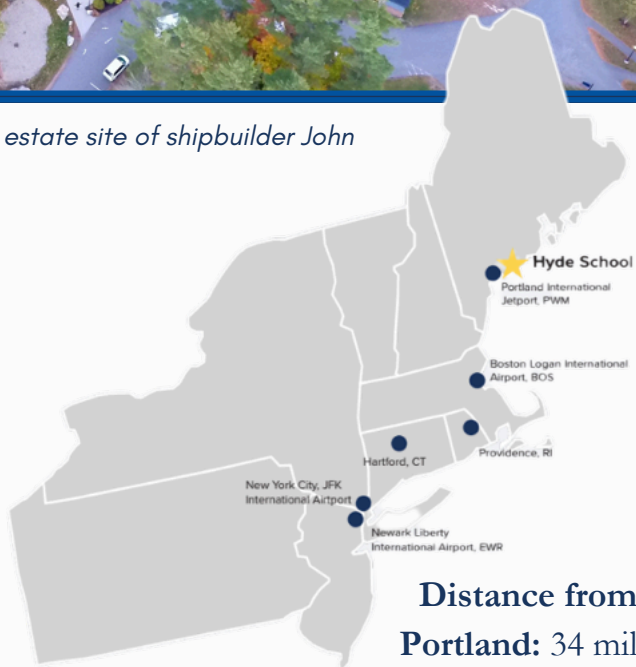 estate site of shipbuilder John
Hyde School
Portland International
Jetport, PWM
Boston Logan International
Airport, BOS
Providence, RI
Hartford, CT
New York City, JFK
International Airtport
Newark Liberty
International Airport, EWR
Distance from
Portland: 34 mil